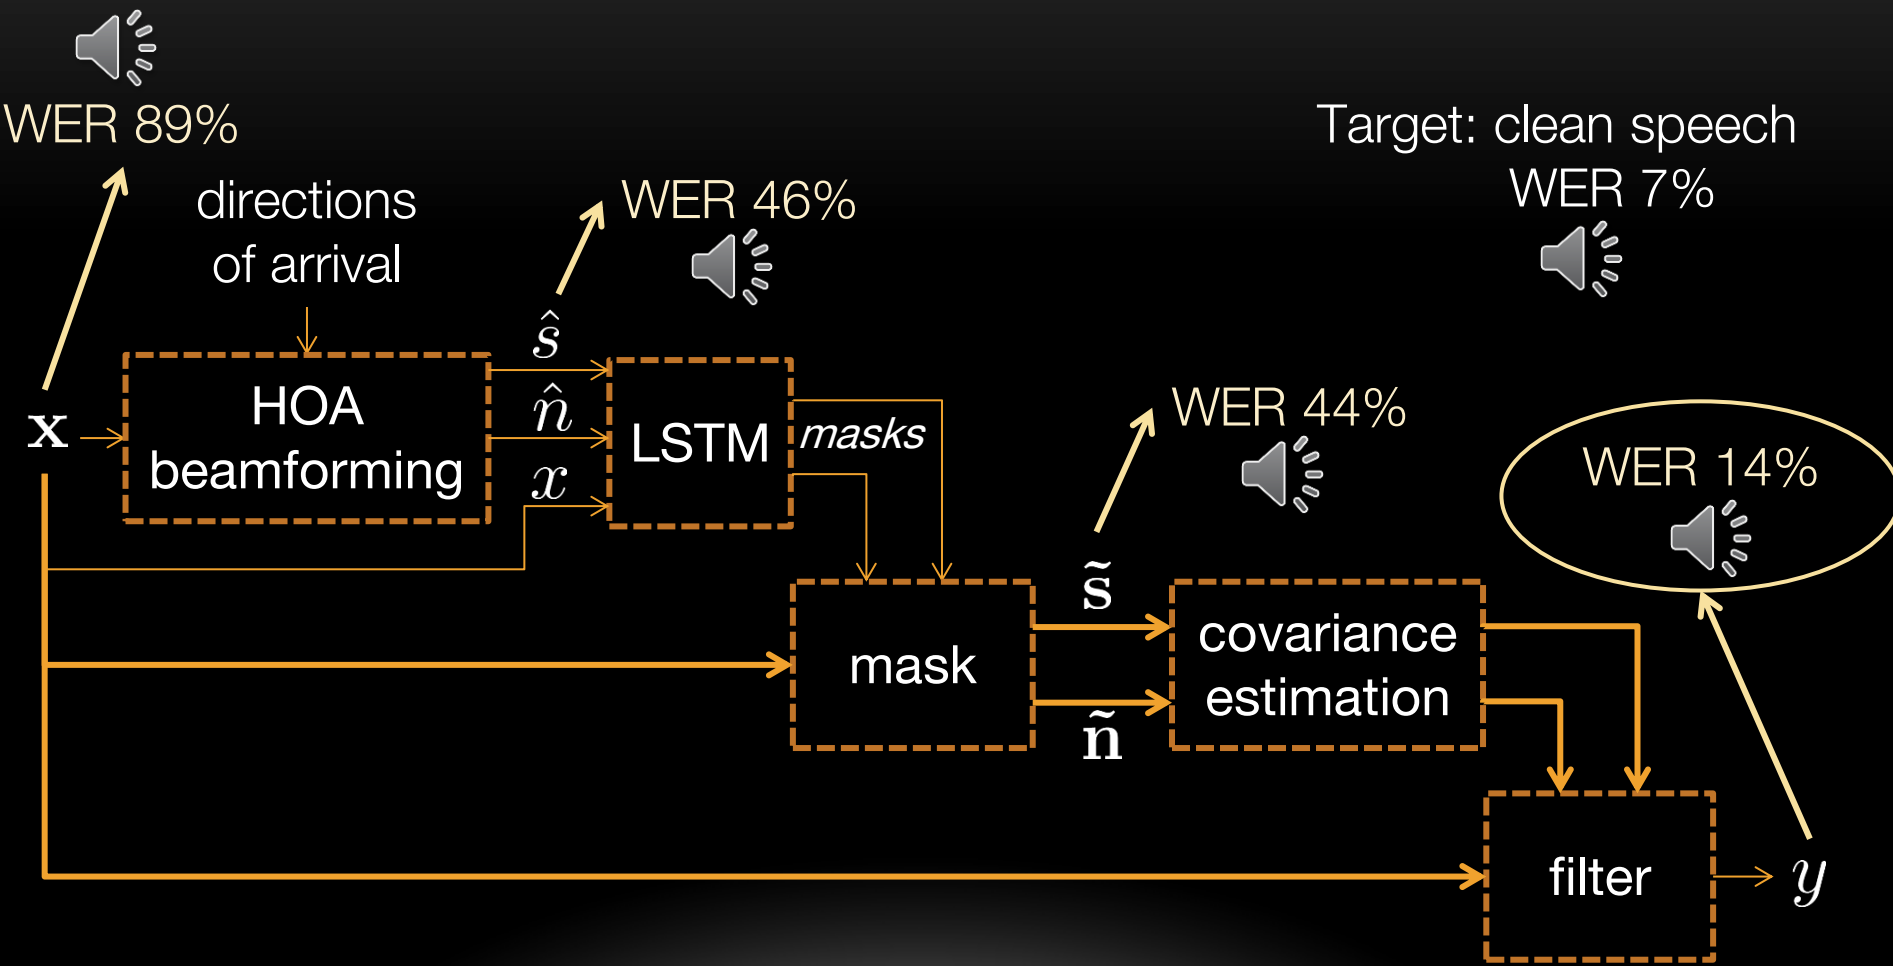 WER 89%
Target: clean speech
WER 7%
directions
of arrival
WER 46%
ŝ
HOA
beamforming
n̂
x
𝐱
LSTM
masks
WER 44%
WER 14%
s̃
mask
ñ
covariance
estimation
filter
y